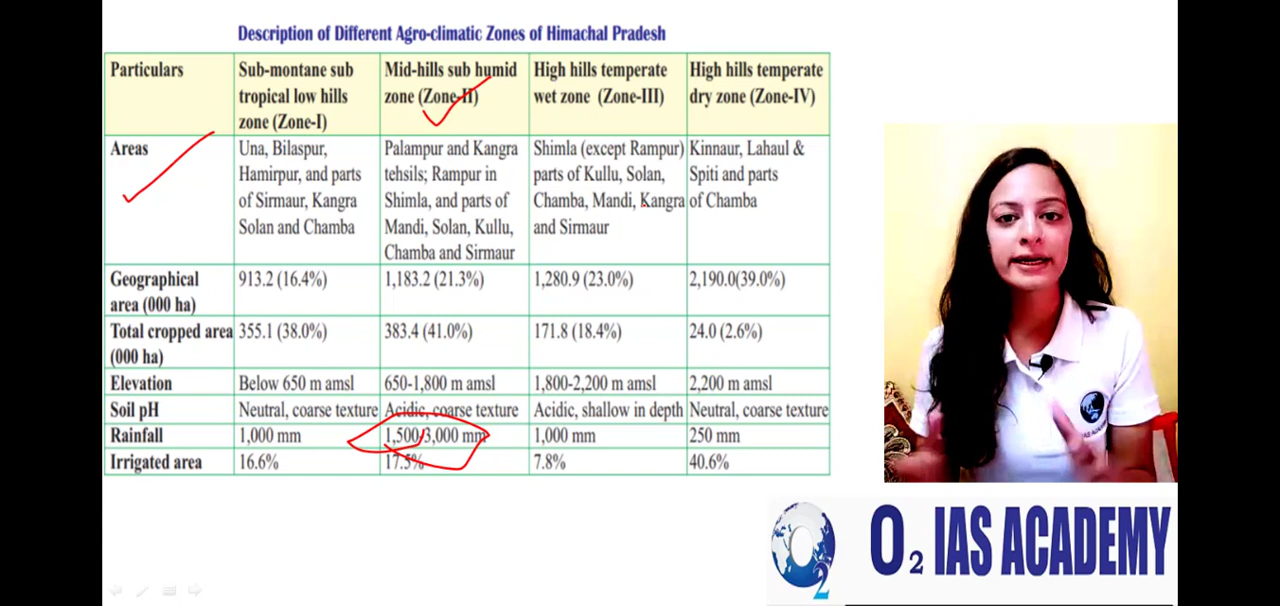 Description of Different Agro-climatic Zones of Himachal Pradesh
Particulars
Sub-montane sub
tropical low hills
zone (Zone-I)
Mid-hills sub humid
zone (Zone-II)
High hills temperate
wet zone (Zone-III)
High hills temperate
dry zone (Zone-IV)
Areas
Una, Bilaspur,
Hamirpur, and parts
of Sirmaur, Kangra
Solan and Chamba
Palampur and Kangra
tehsils; Rampur in
Shimla, and parts of
Mandi, Solan, Kullu,
Chamba and Sirmaur
Shimla (except Rampur)
parts of Kullu, Solan,
Chamba, Mandi, Kangra
and Sirmaur
Kinnaur, Lahaul &
Spiti and parts
of Chamba
Geographical
area (000 ha)
913.2 (16.4%)
1,183.2 (21.3%)
1,280.9 (23.0%)
2,190.0(39.0%)
Total cropped area
(000 ha)
355.1 (38.0%)
383.4 (41.0%)
171.8 (18.4%)
24.0 (2.6%)
Elevation
Below 650 m amsl
650-1,800 m amsl
1,800-2,200 m amsl
2,200 m amsl
Soil pH
Neutral, coarse texture
Acidic, coarse texture
Acidic, shallow in depth
Neutral, coarse texture
Rainfall
1,000 mm
1,500/3,000 mm
1,000 mm
250 mm
Irrigated area
16.6%
17.5%
7.8%
40.6%
O2
O2 IAS ACADEMY